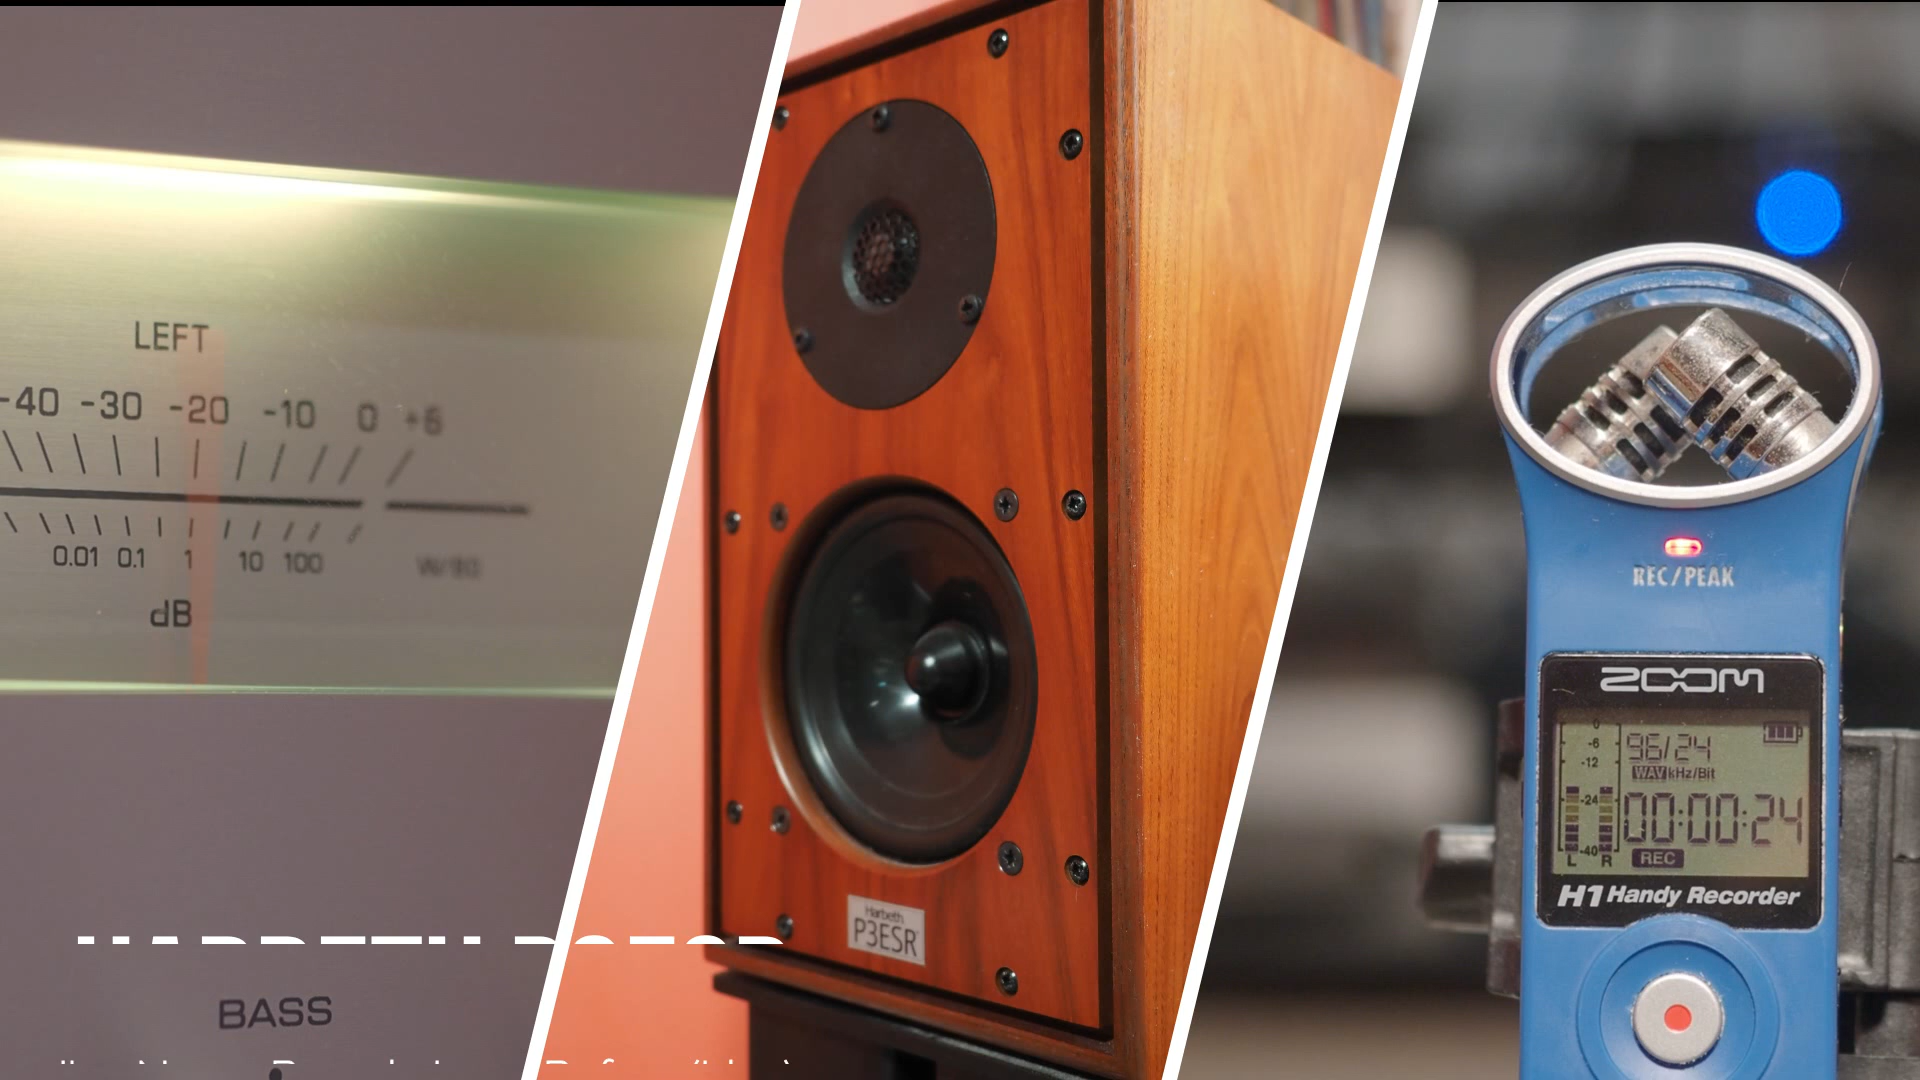 LEFT
-40 -30 -20 -10 0 +6
0.01 0.1 1 10 100
dB
BASS
Harbeth
P3ESR
REC/PEAK
ZOOM
0
-6
-12
-24
-40
L R
96/24
WAV kHz/Bit
00:00:24
REC
H1 Handy Recorder